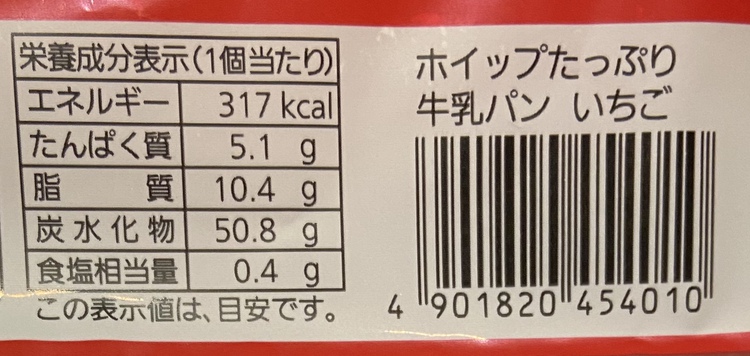 栄養成分表示(1個当たり)
エネルギー 317 kcal
たんぱく質 5.1 g
脂質 10.4 g
炭水化物 50.8 g
食塩相当量 0.4 g
この表示値は、目安です。
ホイップたっぷり
牛乳パン いちご
4 901820 454010